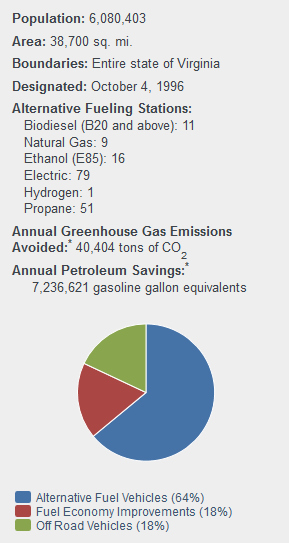 Population: 6,080,403
Area: 38,700 sq. mi.
Boundaries: Entire state of Virginia
Designated: October 4, 1996
Alternative Fueling Stations:
Biodiesel (B20 and above): 11
Natural Gas: 9
Ethanol (E85): 16
Electric: 79
Hydrogen: 1
Propane: 51
Annual Greenhouse Gas Emissions
Avoided:* 40,404 tons of CO2
Annual Petroleum Savings:*
7,236,621 gasoline gallon equivalents
Alternative Fuel Vehicles (64%)
Fuel Economy Improvements (18%)
Off Road Vehicles (18%)